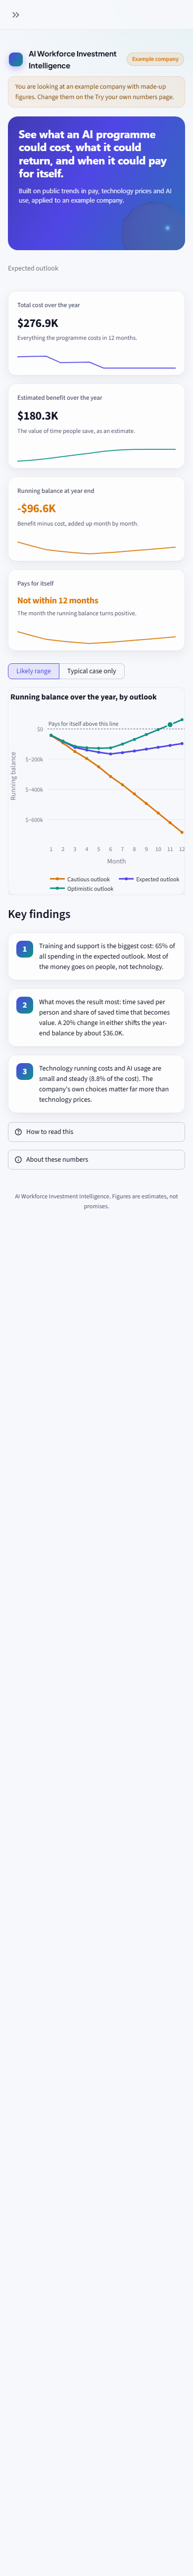 AI Workforce Investment
Intelligence
Example company
You are looking at an example company with made-up
figures. Change them on the Try your own numbers page.
See what an AI programme
could cost, what it could
return, and when it could pay
for itself.
Built on public trends in pay, technology prices and AI
use, applied to an example company.
Expected outlook
Total cost over the year
$276.9K
Everything the programme costs in 12 months.
Estimated benefit over the year
$180.3K
The value of time people save, as an estimate.
Running balance at year end
-$96.6K
Benefit minus cost, added up month by month.
Pays for itself
Not within 12 months
The month the running balance turns positive.
Likely range
Typical case only
Running balance over the year, by outlook
Pays for itself above this line
$0
$−200k
$−400k
$−600k
Running balance
1 2 3 4 5 6 7 8 9 10 11 12
Month
Cautious outlook
Expected outlook
Optimistic outlook
Key findings
1
Training and support is the biggest cost: 65% of
all spending in the expected outlook. Most of
the money goes on people, not technology.
2
What moves the result most: time saved per
person and share of saved time that becomes
value. A 20% change in either shifts the year-
end balance by about $36.0K.
3
Technology running costs and AI usage are
small and steady (8.8% of the cost). The
company's own choices matter far more than
technology prices.
How to read this
About these numbers
AI Workforce Investment Intelligence. Figures are estimates, not
promises.